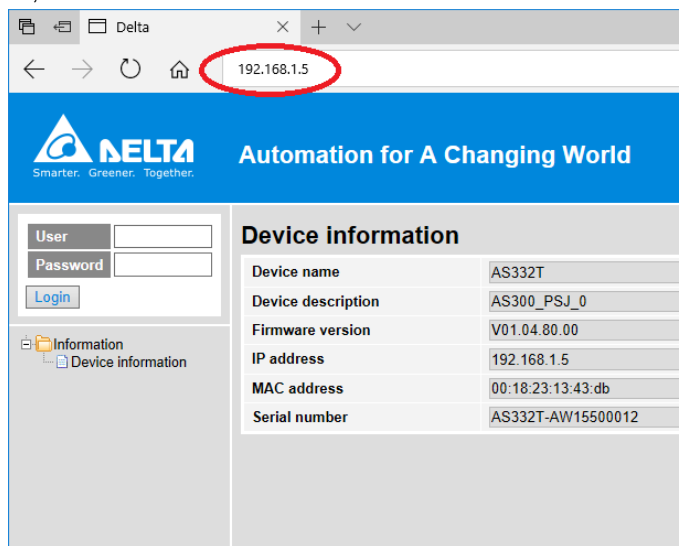 Delta
192.168.1.5
DELTA
Smarter. Greener. Together.
Automation for A Changing World
User
Password
Login
Information
Device information
Device information
Device name AS332T
Device description AS300_PSJ_0
Firmware version V01.04.80.00
IP address 192.168.1.5
MAC address 00:18:23:13:43:db
Serial number AS332T-AW15500012